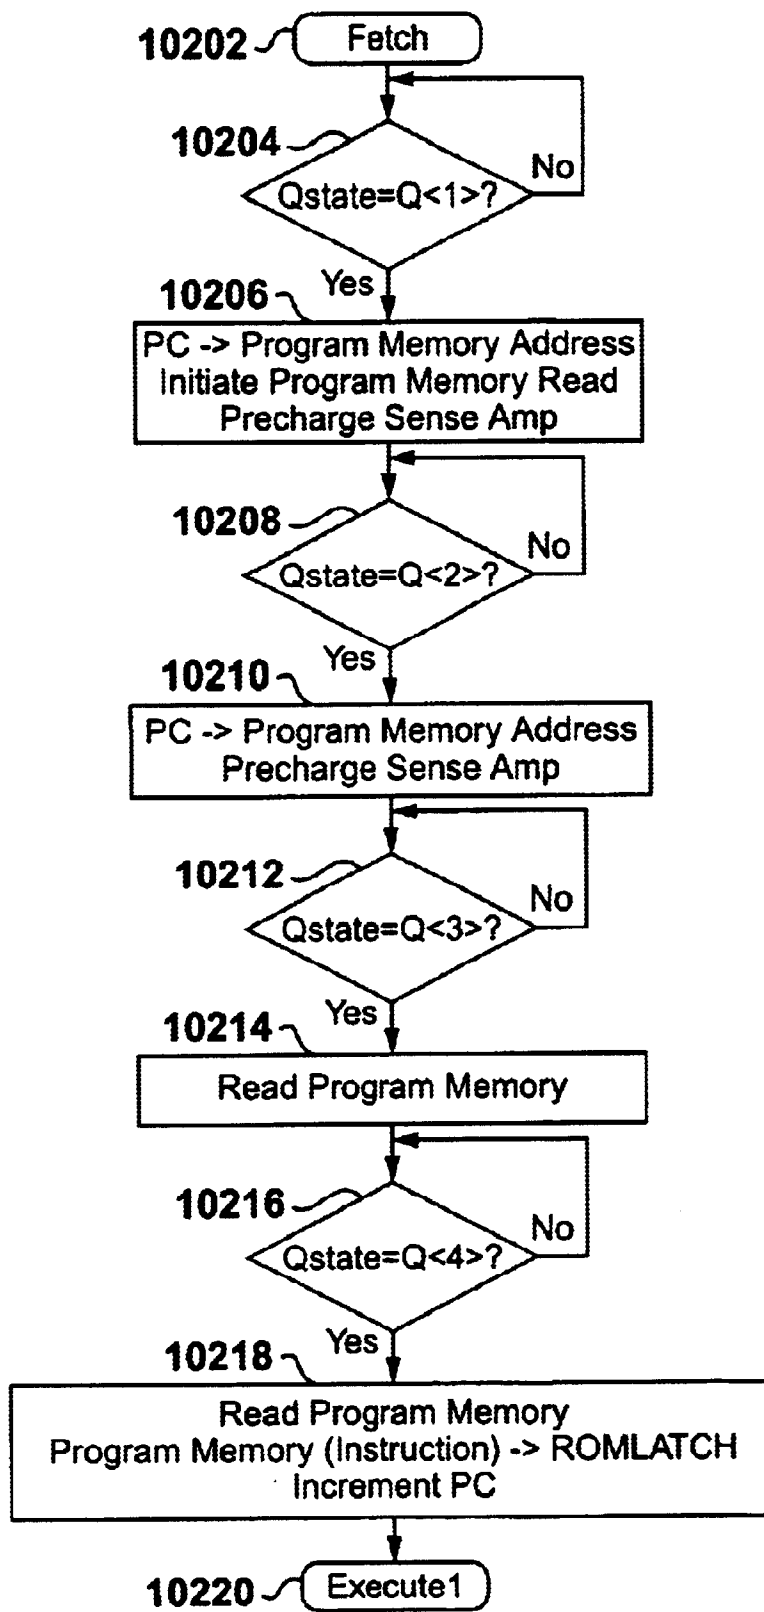 10202
Fetch
10204
Qstate=Q<1>?
No
Yes
10206
PC -> Program Memory Address
Initiate Program Memory Read
Precharge Sense Amp
10208
Qstate=Q<2>?
No
Yes
10210
PC -> Program Memory Address
Precharge Sense Amp
10212
Qstate=Q<3>?
No
Yes
10214
Read Program Memory
10216
Qstate=Q<4>?
No
Yes
10218
Read Program Memory
Program Memory (Instruction) -> ROMLATCH
Increment PC
10220
Execute1